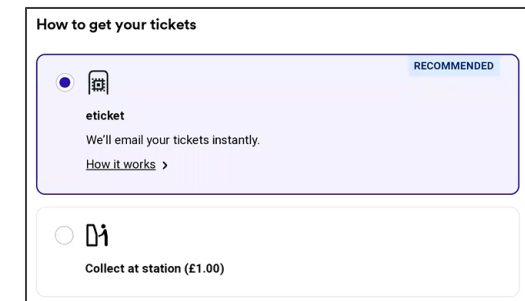 How to get your tickets
RECOMMENDED
eticket
We'll email your tickets instantly.
How it works
Collect at station (£1.00)